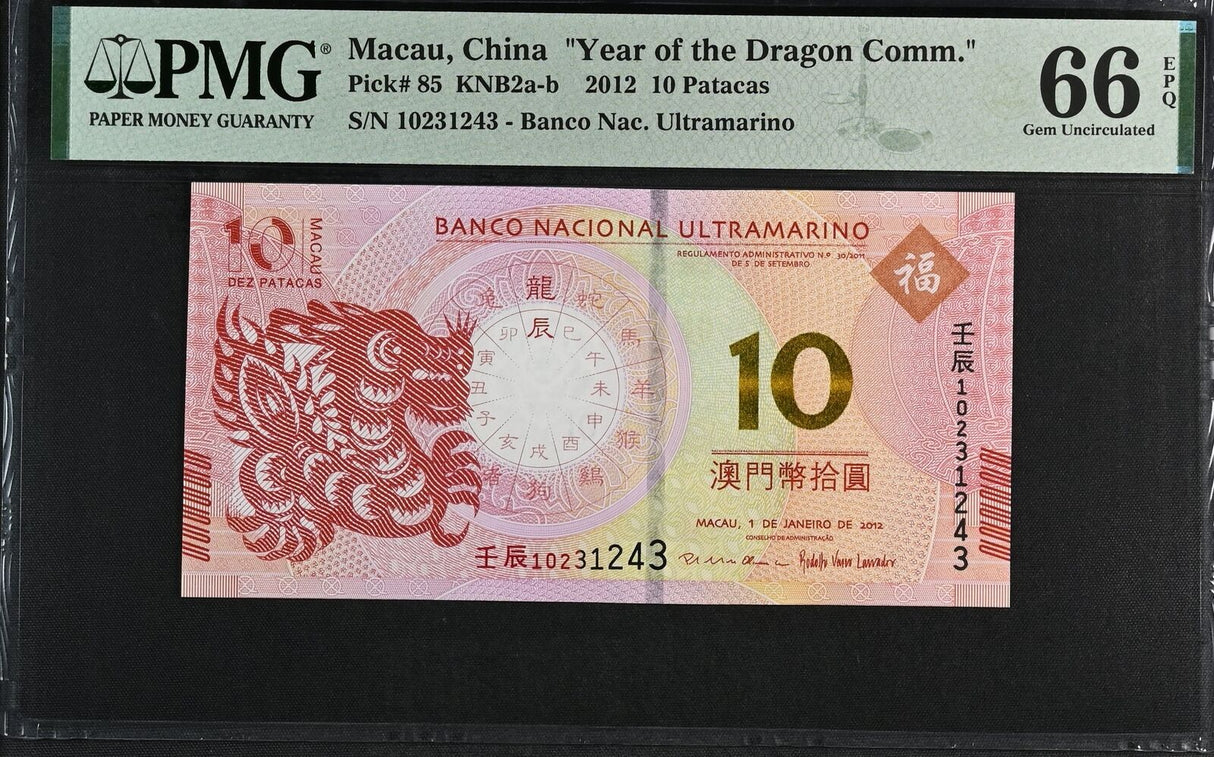 PMG®
PAPER MONEY GUARANTY
Macau, China "Year of the Dragon Comm."
Pick# 85 KNB2a-b 2012 10 Patacas
S/N 10231243 - Banco Nac. Ultramarino
66
EPQ
Gem Uncirculated
10
MACAU
DEZ PATACAS
BANCO NACIONAL ULTRAMARINO
REGULAMENTO ADMINISTRATIVO N.º 30/2011
DE 5 DE SETEMBRO
福
龍
蛇
馬
羊
猴
鷄
狗
猪
兔
辰
巳
午
未
申
酉
戌
亥
子
丑
寅
卯
10
澳門幣拾圓
MACAU, 1 DE JANEIRO DE 2012
CONSELHO DE ADMINISTRAÇÃO
壬辰10231243
壬辰10231243